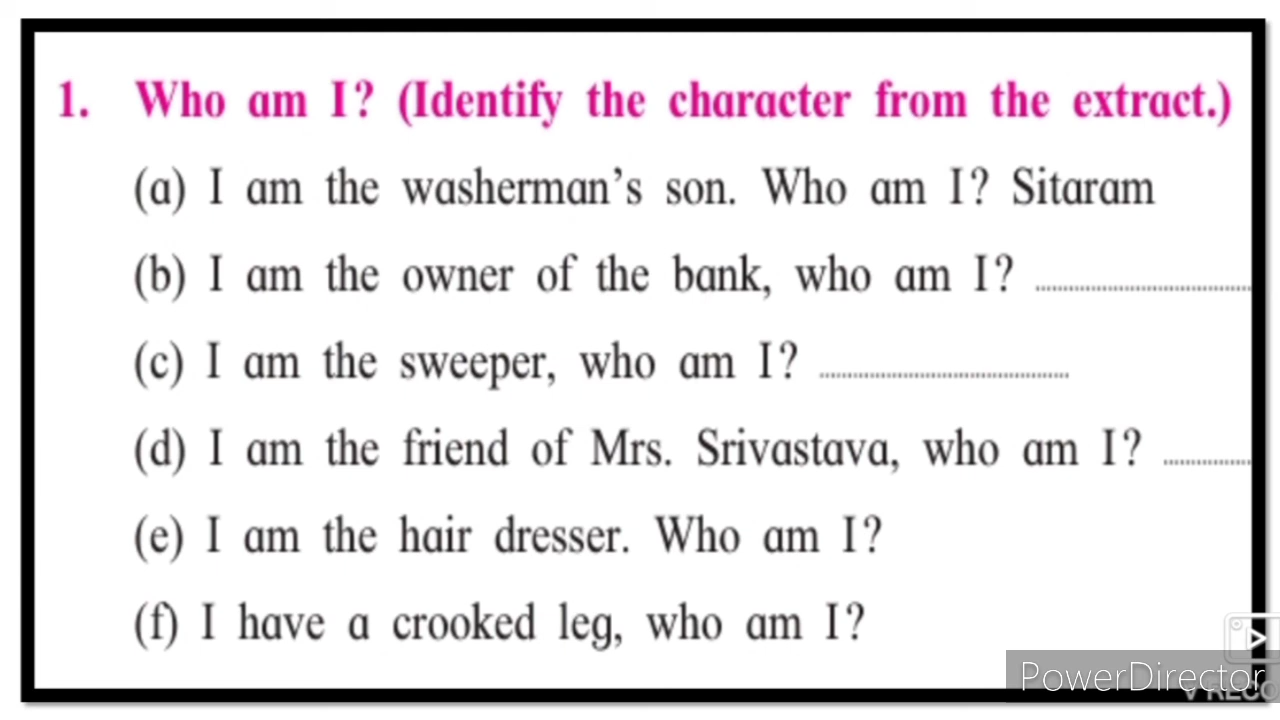 1. Who am I? (Identify the character from the extract.)
(a) I am the washerman's son. Who am I? Sitaram
(b) I am the owner of the bank, who am I? ....................
(c) I am the sweeper, who am I? ....................
(d) I am the friend of Mrs. Srivastava, who am I? ..........
(e) I am the hair dresser. Who am I?
(f) I have a crooked leg, who am I?
PowerDirector